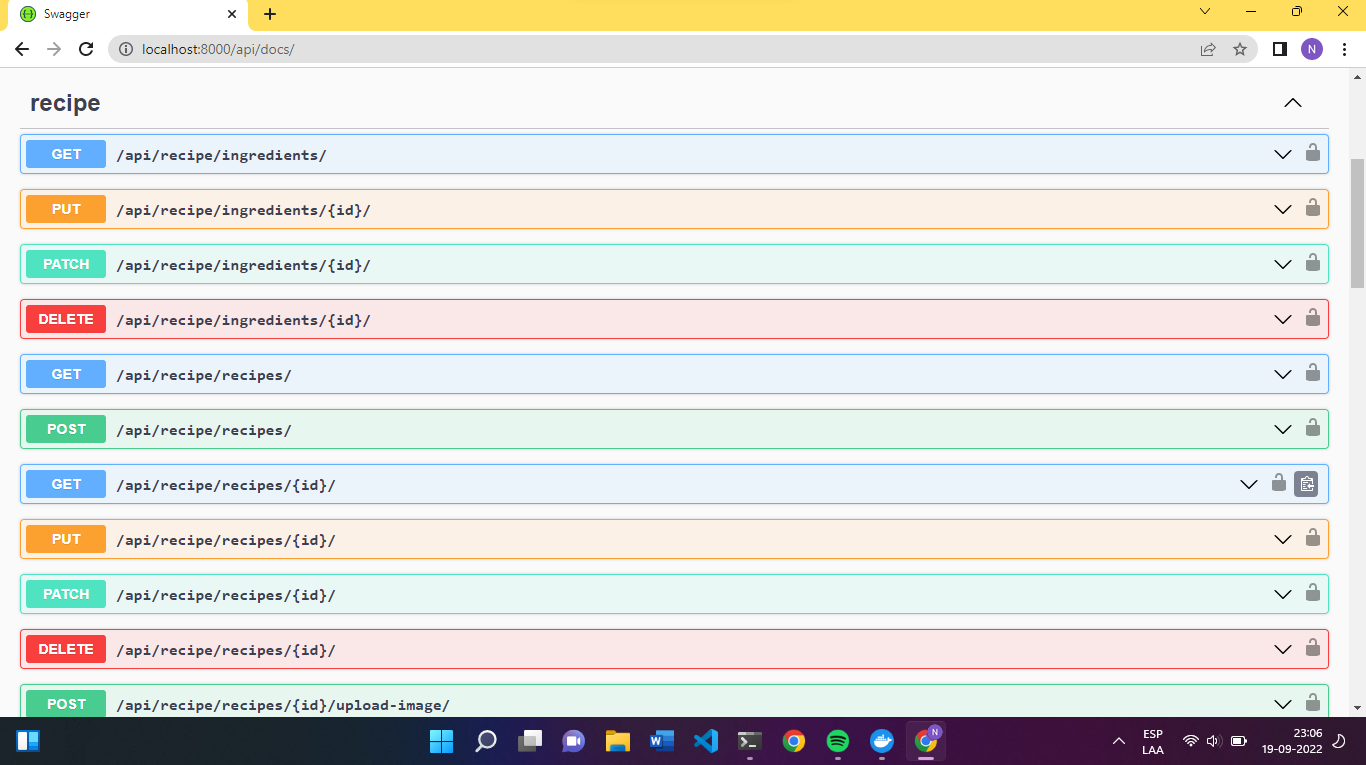 Swagger
localhost:8000/api/docs/
N
recipe
GET /api/recipe/ingredients/
PUT /api/recipe/ingredients/{id}/
PATCH /api/recipe/ingredients/{id}/
DELETE /api/recipe/ingredients/{id}/
GET /api/recipe/recipes/
POST /api/recipe/recipes/
GET /api/recipe/recipes/{id}/
PUT /api/recipe/recipes/{id}/
PATCH /api/recipe/recipes/{id}/
DELETE /api/recipe/recipes/{id}/
POST /api/recipe/recipes/{id}/upload-image/
W
N
ESP
LAA
23:06
19-09-2022